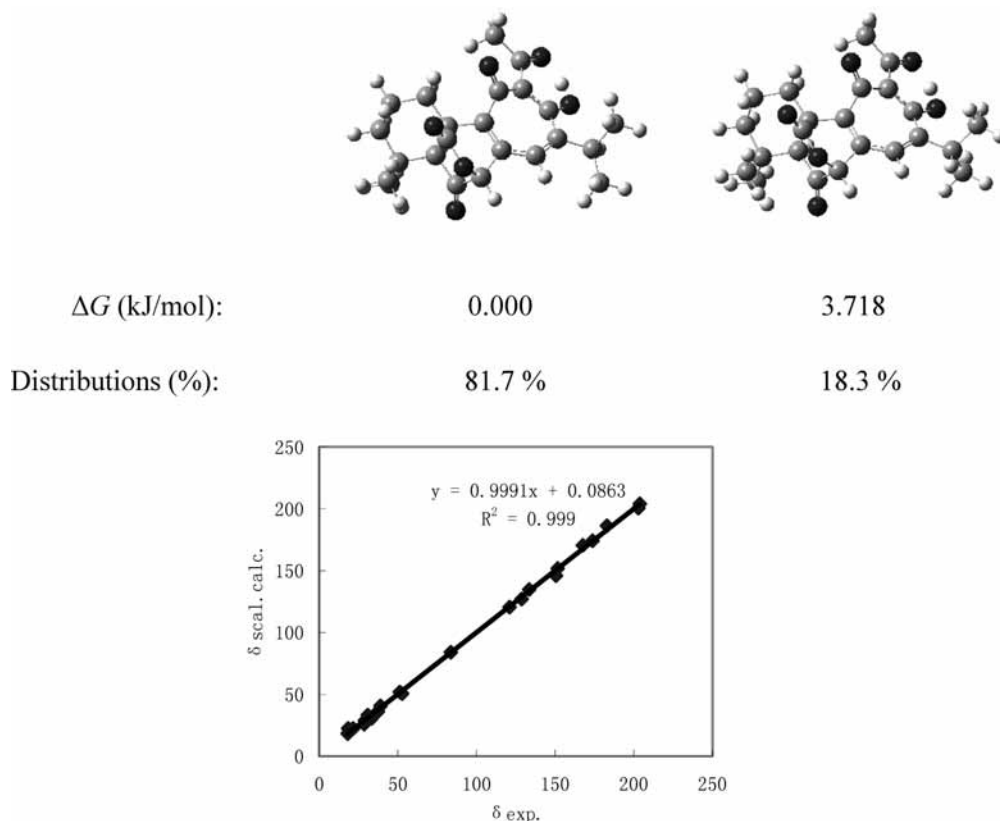 ΔG (kJ/mol): 0.000 3.718
Distributions (%): 81.7 % 18.3 %
250
y = 0.9991x + 0.0863
R² = 0.999
200
150
δ scal. calc.
100
50
0
0 50 100 150 200 250
δ exp.